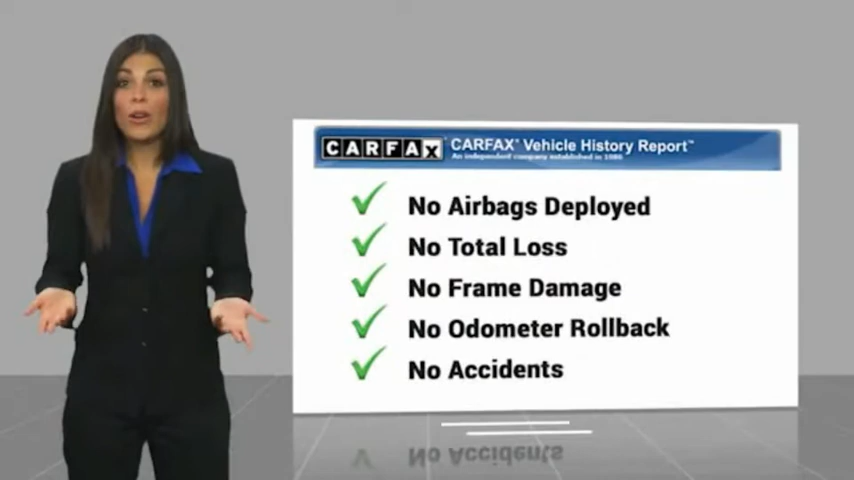 CARFAX CARFAX™ Vehicle History Report™
An independent company established in 1986
No Airbags Deployed
No Total Loss
No Frame Damage
No Odometer Rollback
No Accidents
No Accidents